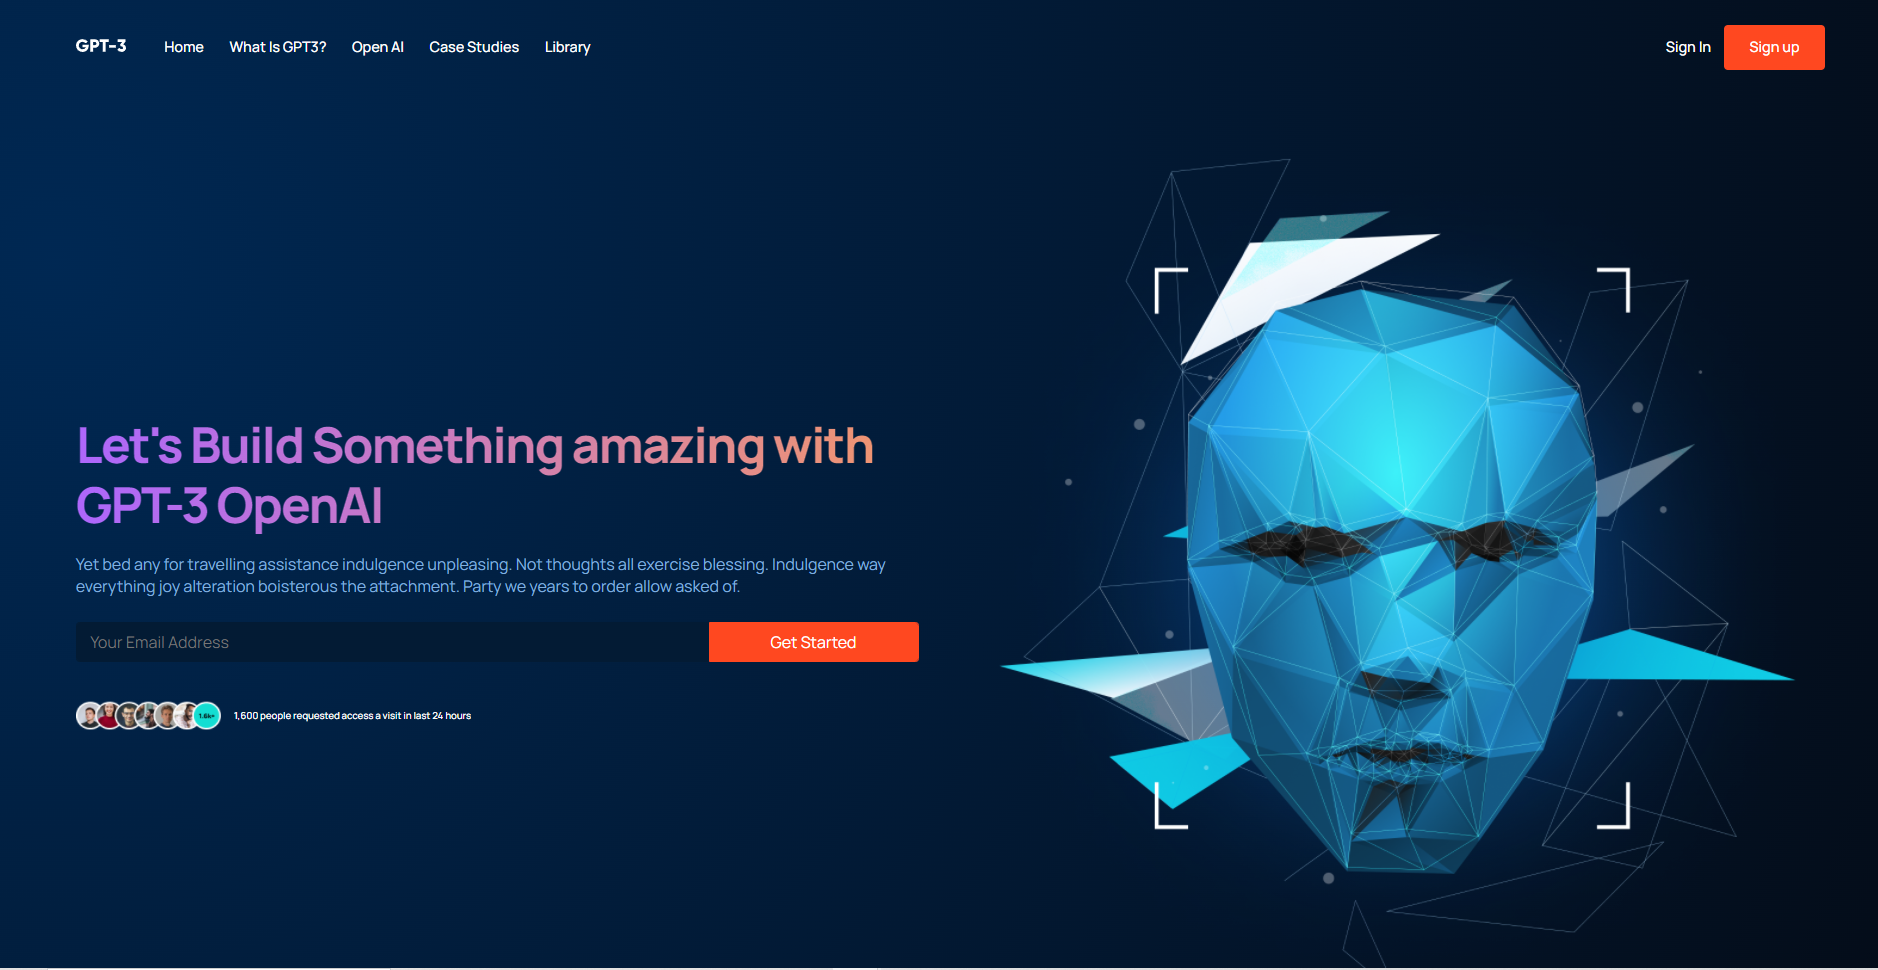 GPT-3
Home
What Is GPT3?
Open AI
Case Studies
Library
Sign In
Sign up
Let's Build Something amazing with
GPT-3 OpenAI
Yet bed any for travelling assistance indulgence unpleasing. Not thoughts all exercise blessing. Indulgence way
everything joy alteration boisterous the attachment. Party we years to order allow asked of.
Your Email Address
Get Started
1.6k+
1,600 people requested access a visit in last 24 hours